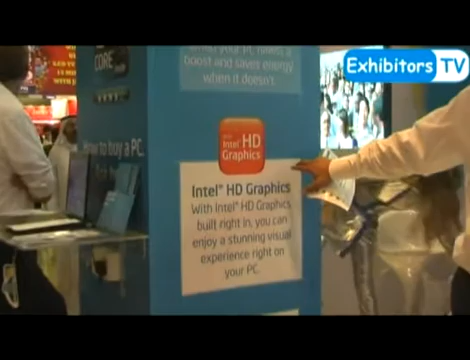 Exhibitors TV
what your PC needs a
boost and saves energy
when it doesn't.
CORE
How to buy a PC.
Intel HD
Graphics
Intel® HD Graphics
With Intel® HD Graphics
built right in, you can
enjoy a stunning visual
experience right on
your PC.